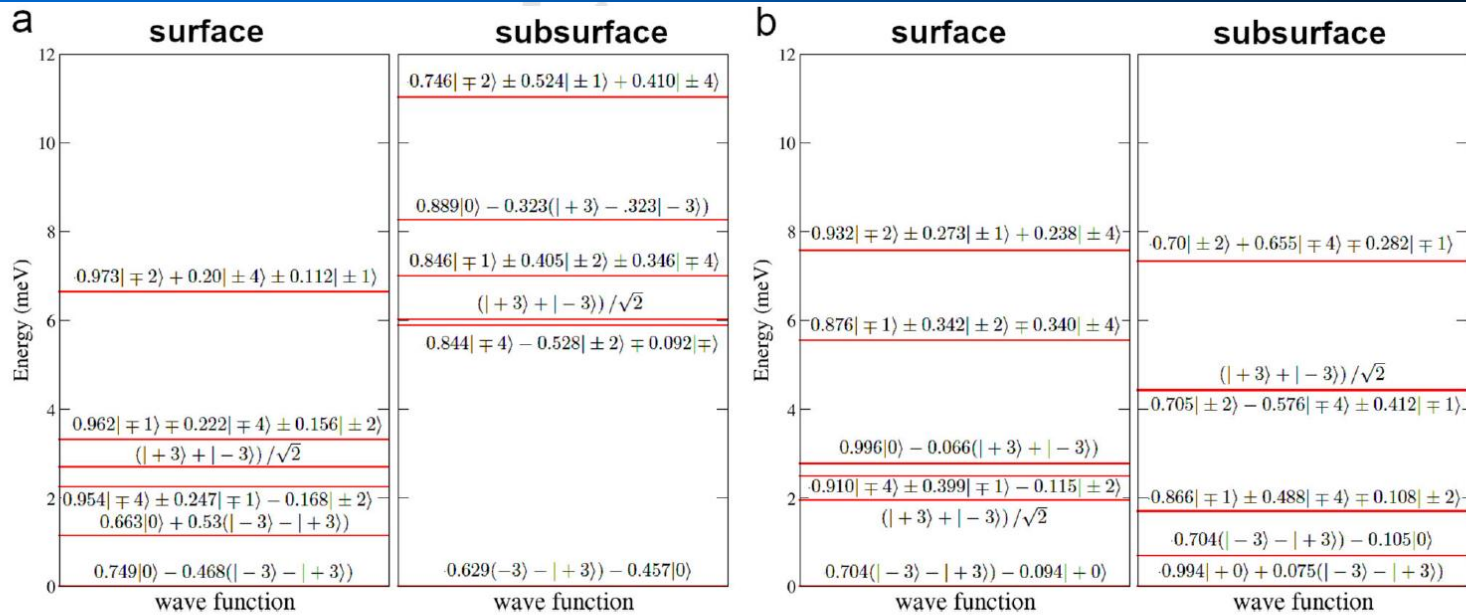 a
surface
subsurface
12
10
8
6
4
2
0
Energy (meV)
0.973| ∓ 2⟩ + 0.20| ± 4⟩ ± 0.112| ± 1⟩
0.962| ∓ 1⟩ ∓ 0.222| ∓ 4⟩ ± 0.156| ± 2⟩
(| + 3⟩ + | − 3⟩)/√2
0.954| ∓ 4⟩ ± 0.247| ∓ 1⟩ − 0.168| ± 2⟩
0.663|0⟩ + 0.53(| − 3⟩ − | + 3⟩)
0.749|0⟩ − 0.468(| − 3⟩ − | + 3⟩)
wave function
0.746| ∓ 2⟩ ± 0.524| ± 1⟩ + 0.410| ± 4⟩
0.889|0⟩ − 0.323(| + 3⟩ − .323| − 3⟩)
0.846| ∓ 1⟩ ± 0.405| ± 2⟩ ± 0.346| ∓ 4⟩
(| + 3⟩ + | − 3⟩)/√2
0.844| ∓ 4⟩ − 0.528| ± 2⟩ ∓ 0.092| ∓⟩
0.629(−3⟩ − | + 3⟩) − 0.457|0⟩
wave function
b
surface
subsurface
12
10
8
6
4
2
0
Energy (meV)
0.932| ∓ 2⟩ ± 0.273| ± 1⟩ + 0.238| ± 4⟩
0.876| ∓ 1⟩ ± 0.342| ± 2⟩ ∓ 0.340| ± 4⟩
0.996|0⟩ − 0.066(| + 3⟩ + | − 3⟩)
0.910| ∓ 4⟩ ± 0.399| ∓ 1⟩ − 0.115| ± 2⟩
(| + 3⟩ + | − 3⟩)/√2
0.704(| − 3⟩ − | + 3⟩) − 0.094| + 0⟩
wave function
0.70| ± 2⟩ + 0.655| ∓ 4⟩ ∓ 0.282| ∓ 1⟩
(| + 3⟩ + | − 3⟩)/√2
0.705| ± 2⟩ − 0.576| ∓ 4⟩ ± 0.412| ∓ 1⟩
0.866| ∓ 1⟩ ± 0.488| ∓ 4⟩ ∓ 0.108| ± 2⟩
0.704(| − 3⟩ − | + 3⟩) − 0.105|0⟩
0.994| + 0⟩ + 0.075(| − 3⟩ − | + 3⟩)
wave function